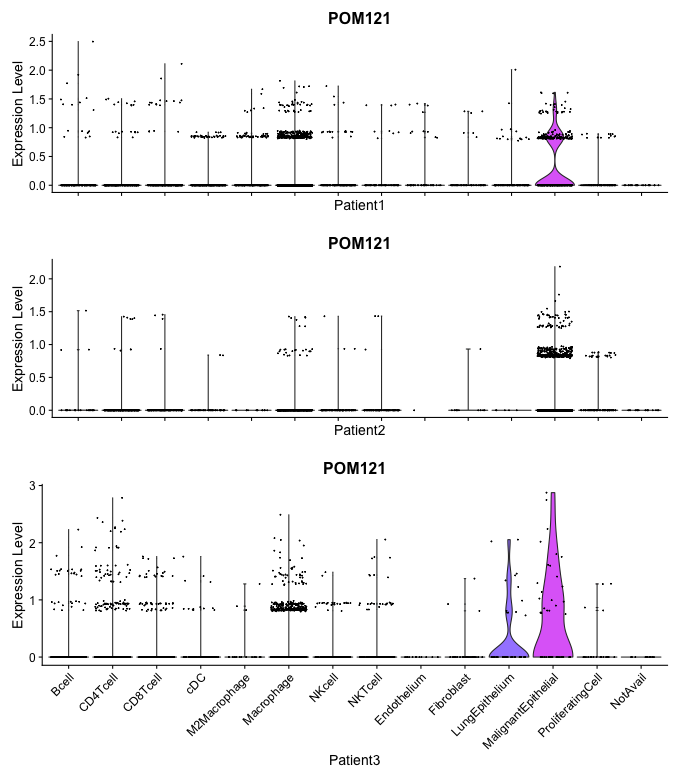 POM121
Expression Level
2.5
2.0
1.5
1.0
0.5
0.0
Patient1
POM121
Expression Level
2.0
1.5
1.0
0.5
0.0
Patient2
POM121
Expression Level
3
2
1
0
Bcell
CD4Tcell
CD8Tcell
cDC
M2Macrophage
Macrophage
NKcell
NKTcell
Endothelium
Fibroblast
LungEpithelium
MalignantEpithelial
ProliferatingCell
NotAvail
Patient3